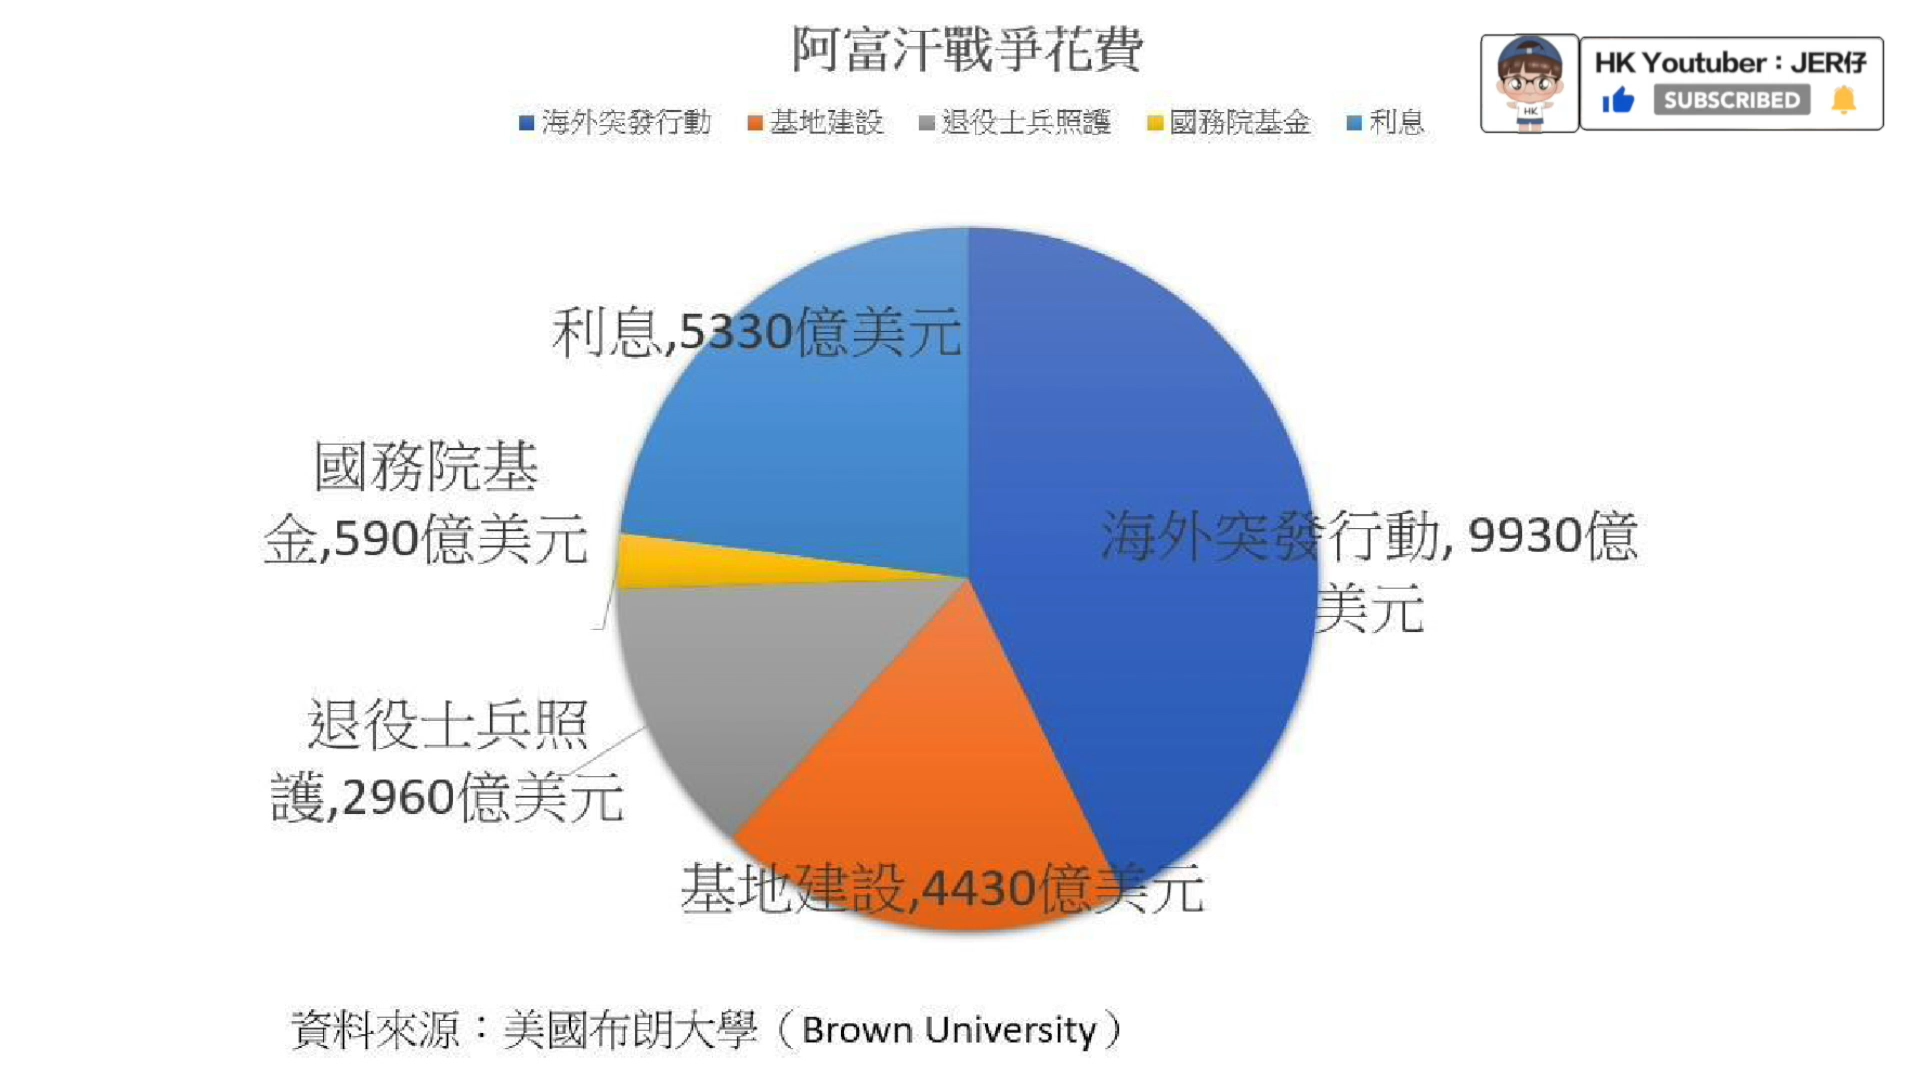 阿富汗戰爭花費
HK Youtuber：JER仔
SUBSCRIBED
HK
海外突發行動 基地建設 退役士兵照護 國務院基金 利息
利息,5330億美元
國務院基
金,590億美元
海外突發行動, 9930億
美元
退役士兵照
護,2960億美元
基地建設,4430億美元
資料來源：美國布朗大學（Brown University）